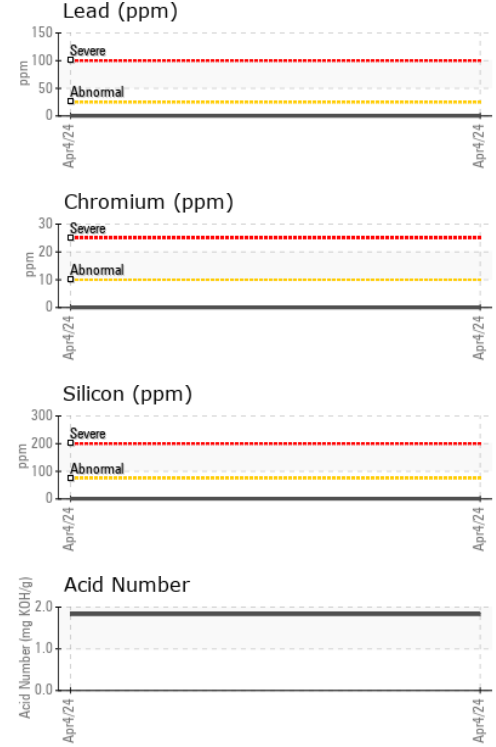 Lead (ppm)
150
Severe
100
ppm
50
Abnormal
0
Apr4/24
Apr4/24
Chromium (ppm)
30
Severe
20
ppm
Abnormal
10
0
Apr4/24
Apr4/24
Silicon (ppm)
300
Severe
200
ppm
Abnormal
100
0
Apr4/24
Apr4/24
Acid Number
Acid Number (mg KOH/g)
2.0
1.0
0.0
Apr4/24
Apr4/24